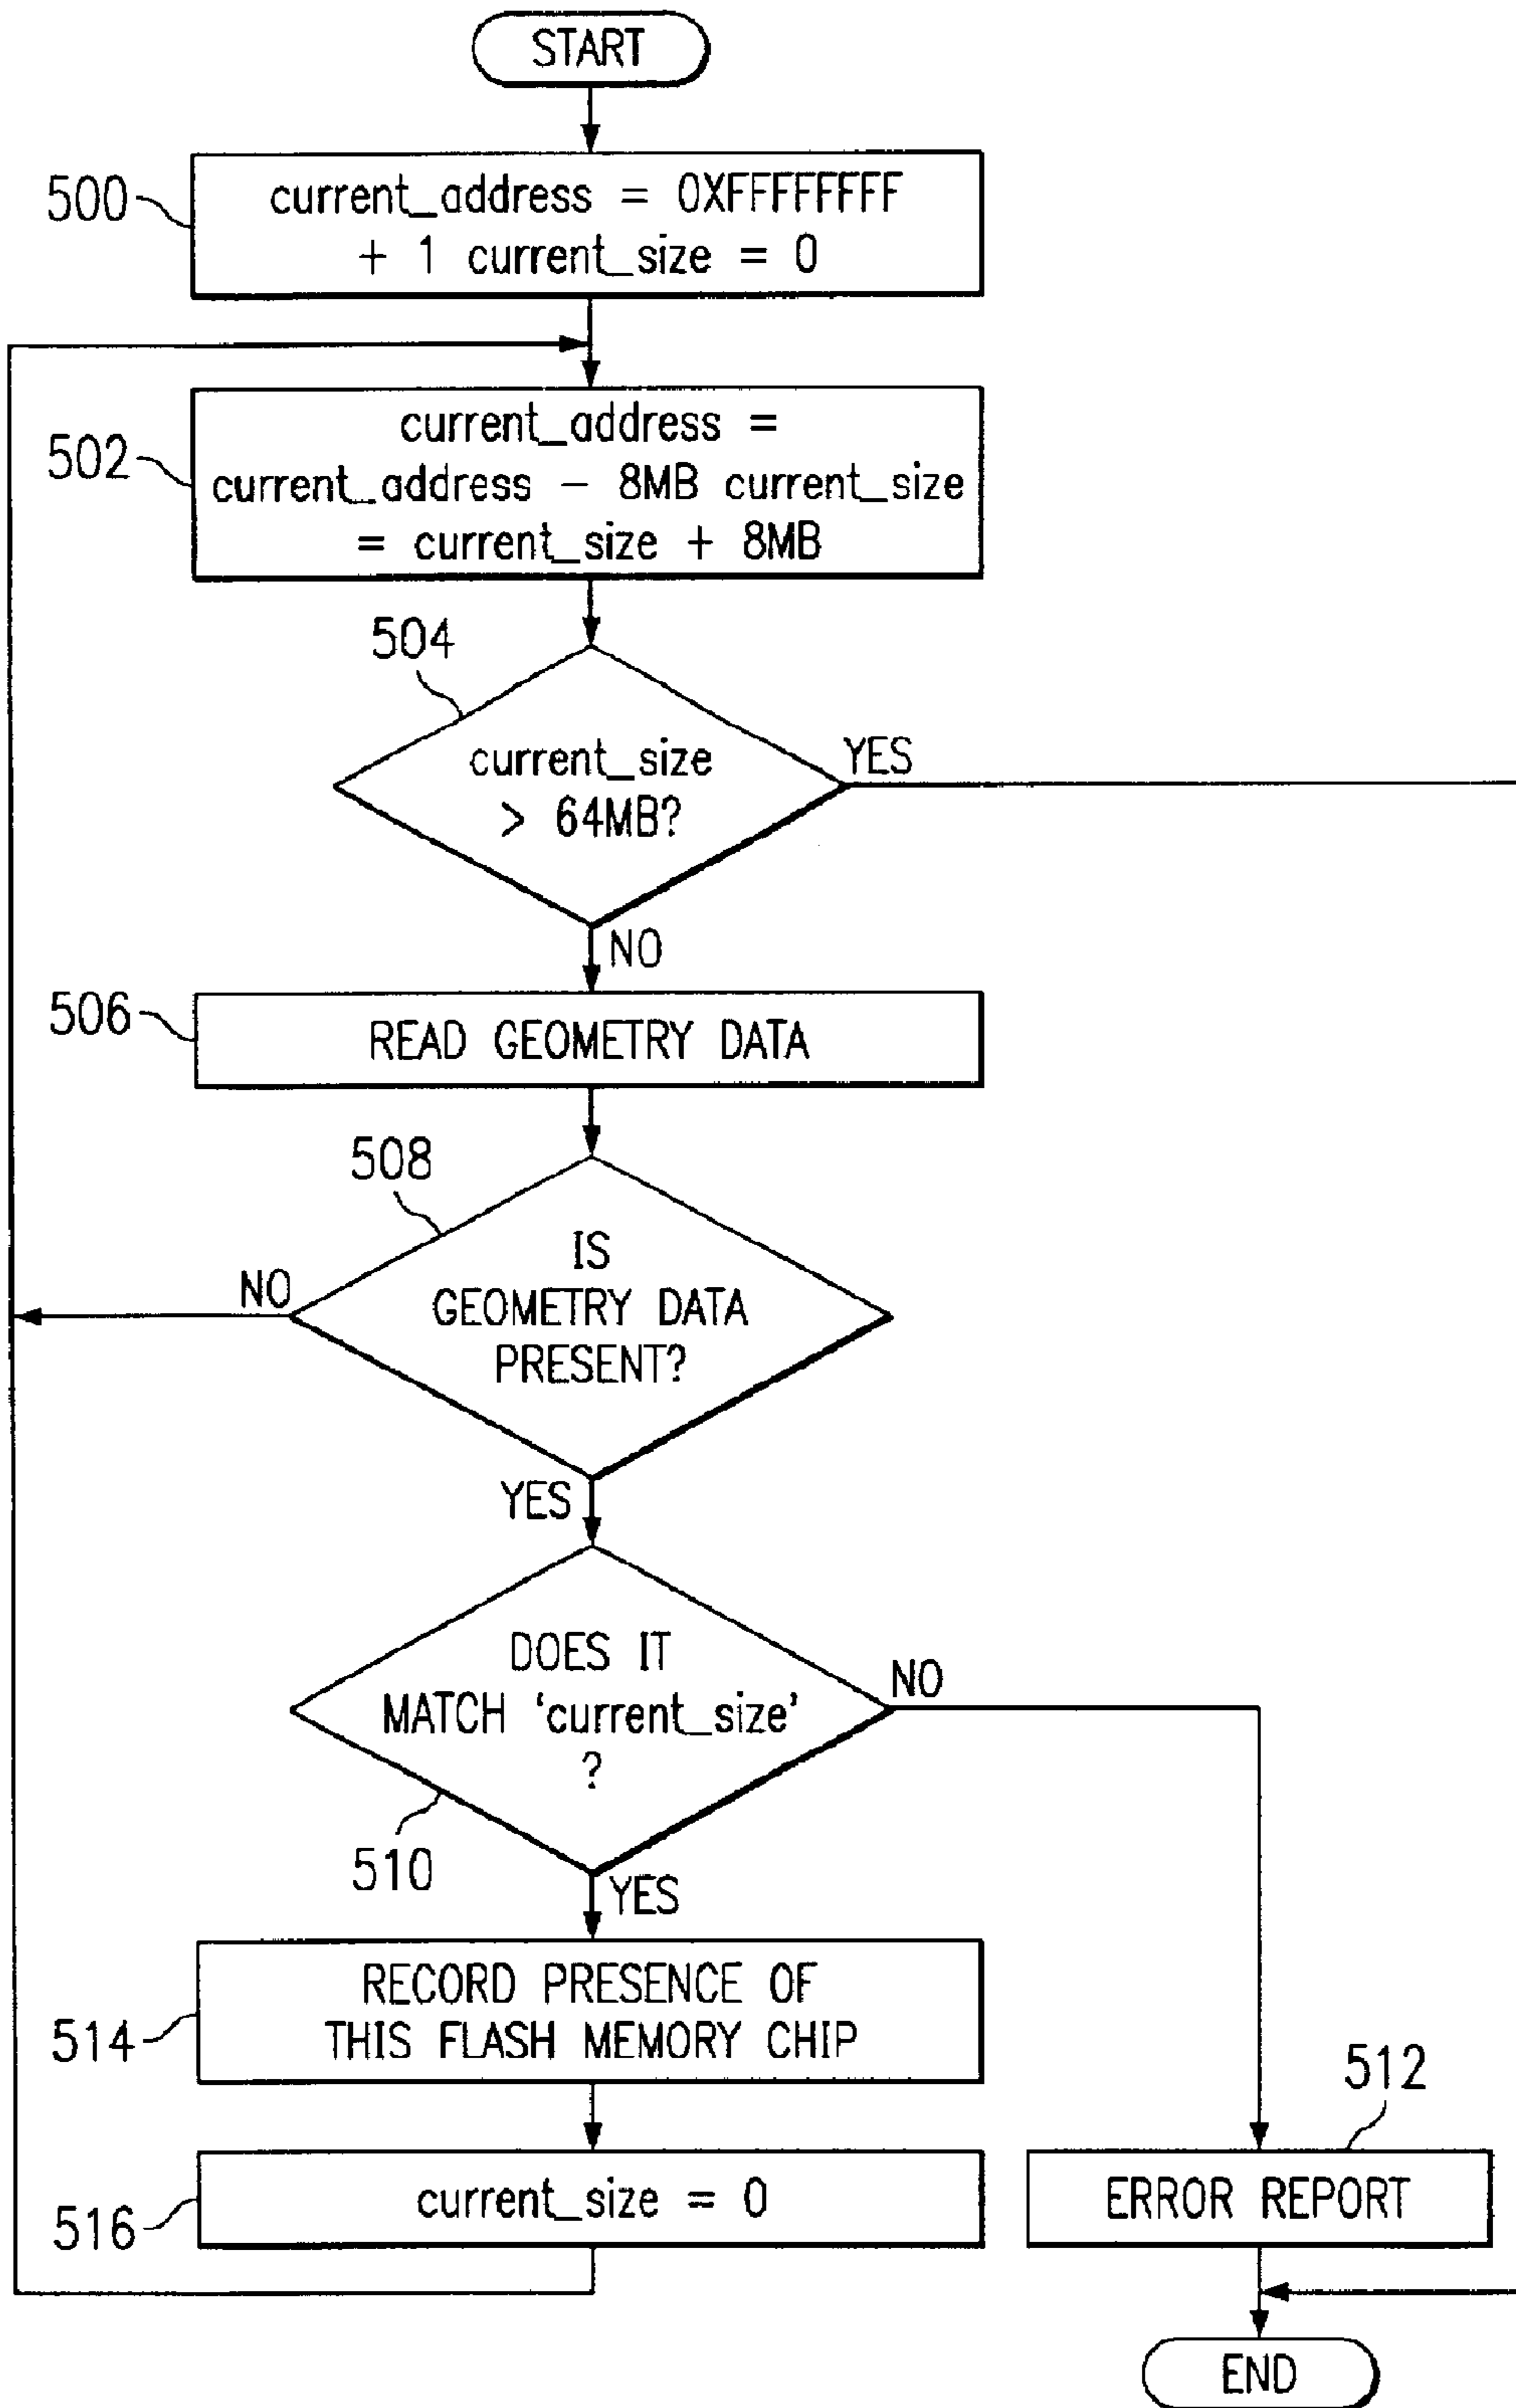 START
500
current_address = 0XFFFFFFFF
+ 1 current_size = 0
502
current_address =
current_address - 8MB current_size
= current_size + 8MB
504
current_size
> 64MB?
YES
NO
506
READ GEOMETRY DATA
508
IS
GEOMETRY DATA
PRESENT?
NO
YES
DOES IT
MATCH 'current_size'
?
NO
510
YES
RECORD PRESENCE OF
THIS FLASH MEMORY CHIP
514
512
current_size = 0
516
ERROR REPORT
END